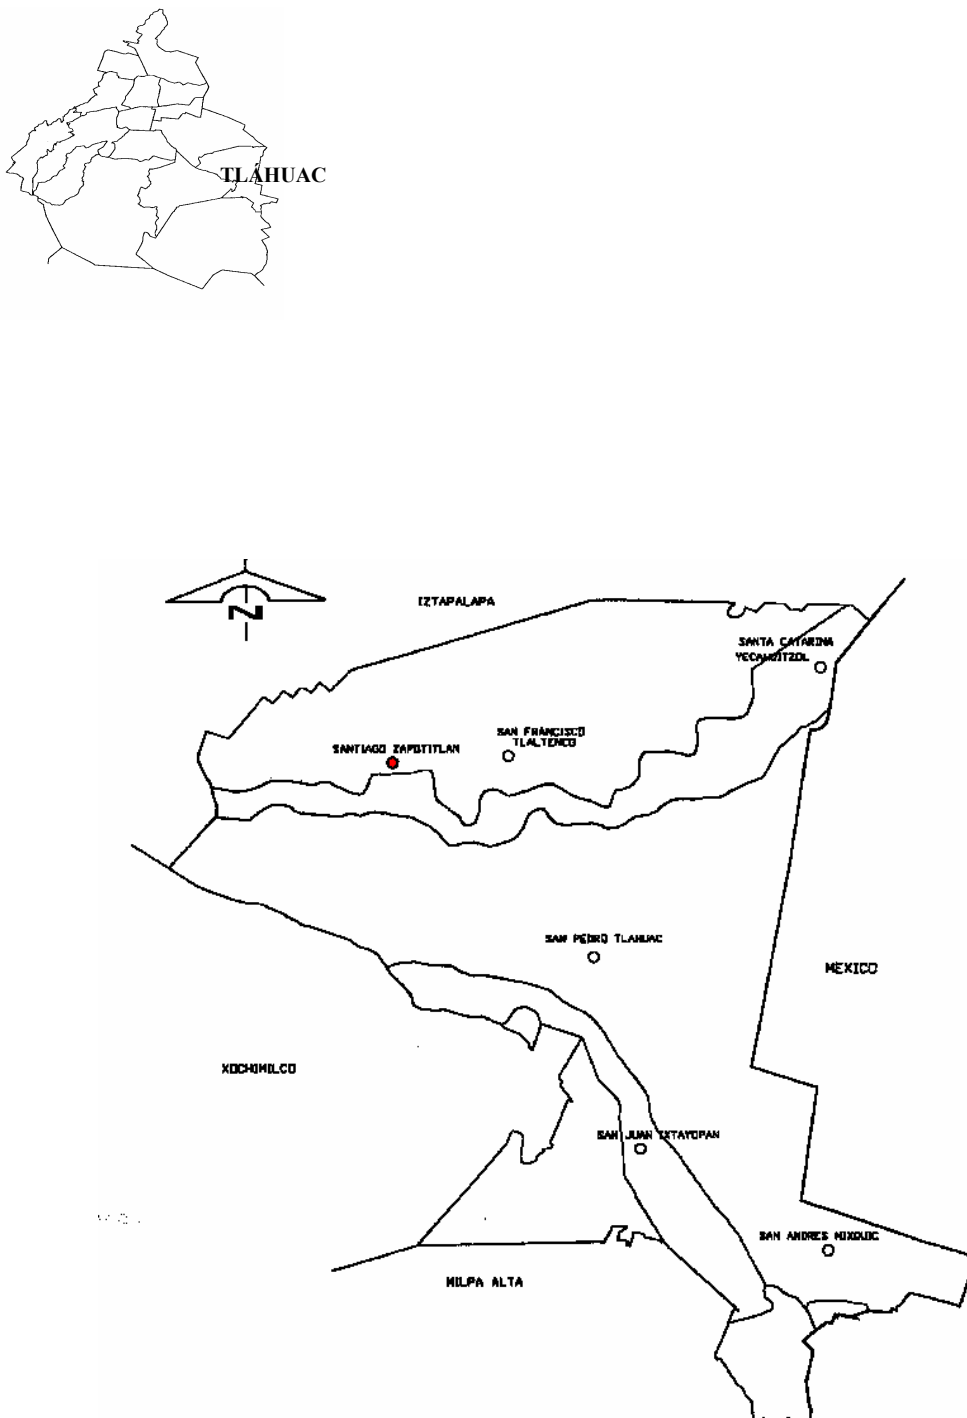 TLÁHUAC
N
IZTAPALAPA
SANTA CATARINA
YECAHUITZOL
SAN FRANCISCO
TLALTENCO
SANTIAGO ZAPOTITLAN
SAN PEDRO TLAHUAC
MEXICO
XOCHIMILCO
SAN JUAN IXTAYOPAN
SAN ANDRES MIXQUIC
MILPA ALTA